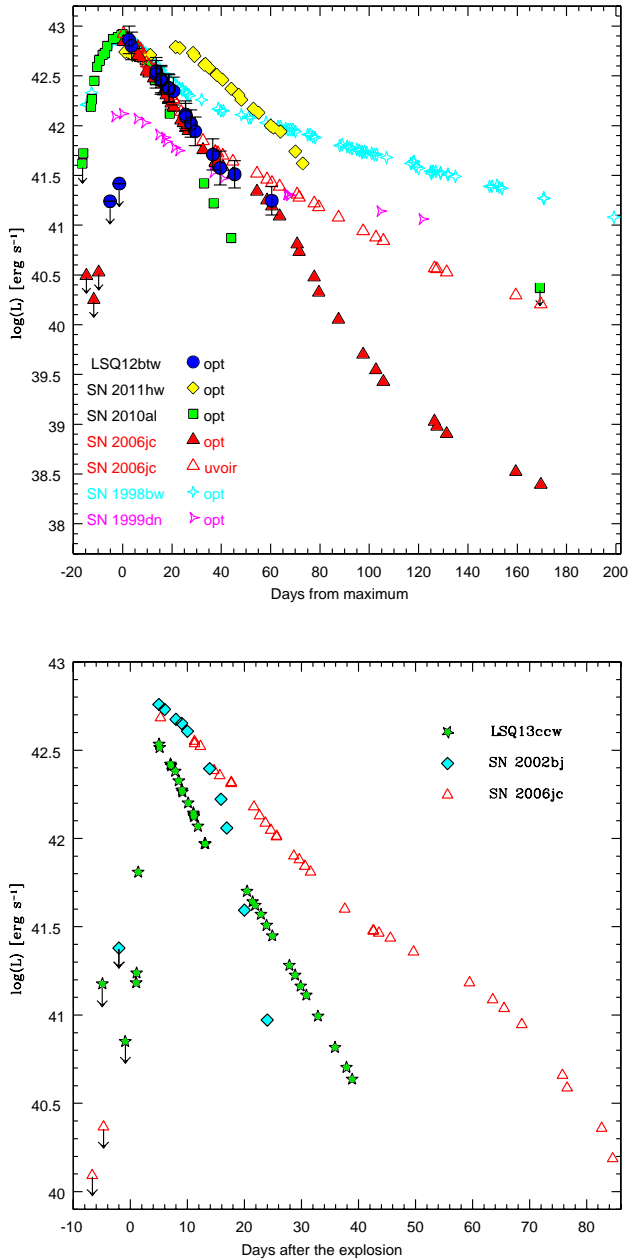 43
42.5
42
41.5
41
40.5
40
39.5
39
38.5
38
log(L) [erg s⁻¹]
LSQ12btw opt
SN 2011hw opt
SN 2010al opt
SN 2006jc opt
SN 2006jc uvoir
SN 1998bw opt
SN 1999dn opt
-20 0 20 40 60 80 100 120 140 160 180 200
Days from maximum
43
42.5
42
41.5
41
40.5
40
log(L) [erg s⁻¹]
LSQ13ccw
SN 2002bj
SN 2006jc
-10 0 10 20 30 40 50 60 70 80
Days after the explosion